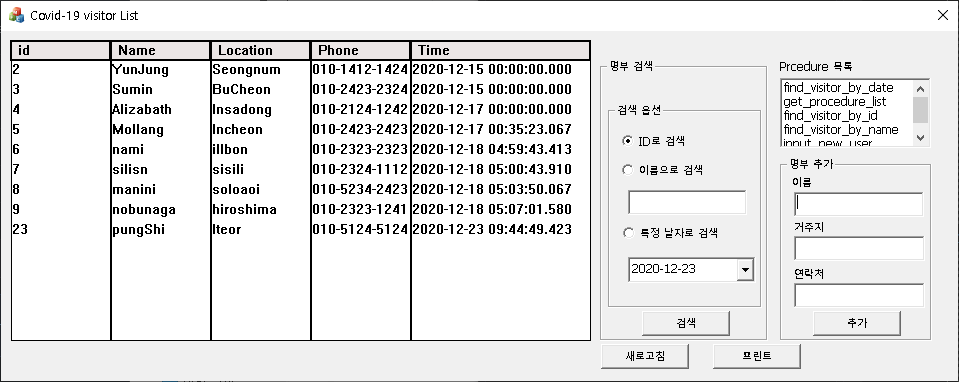 Covid-19 visitor List
id Name Location Phone Time
2 YunJung Seongnum 010-1412-1424 2020-12-15 00:00:00.000
3 Sumin BuCheon 010-2423-2324 2020-12-15 00:00:00.000
4 Alizabath Insadong 010-2124-1242 2020-12-17 00:00:00.000
5 Mollang Incheon 010-2423-2423 2020-12-17 00:35:23.067
6 nami illbon 010-2323-2323 2020-12-18 04:59:43.413
7 silisn sisili 010-2324-1112 2020-12-18 05:00:43.910
8 manini soloaoi 010-5234-2423 2020-12-18 05:03:50.067
9 nobunaga hiroshima 010-2323-1241 2020-12-18 05:07:01.580
23 pungShi Iteor 010-5124-5124 2020-12-23 09:44:49.423
명부 검색
검색 옵션
ID로 검색
이름으로 검색
특정 날자로 검색
2020-12-23
검색
새로고침
프린트
Prcedure 목록
find_visitor_by_date
get_procedure_list
find_visitor_by_id
find_visitor_by_name
input_new_user
명부 추가
이름
거주지
연락처
추가